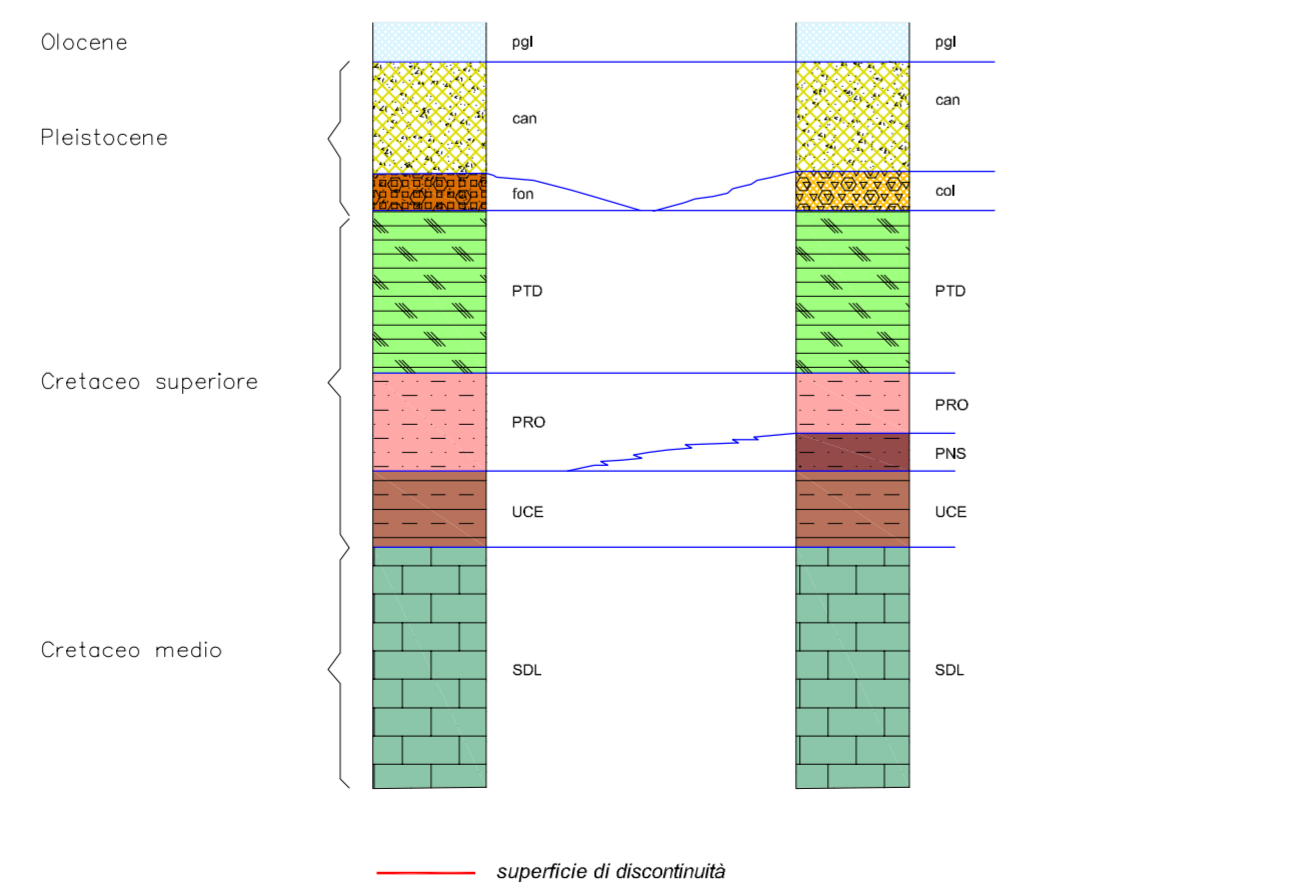 Olocene
pgl
pgl
can
can
Pleistocene
fon
col
PTD
PTD
Cretaceo superiore
PRO
PRO
PNS
UCE
UCE
Cretaceo medio
SDL
SDL
superficie di discontinuità